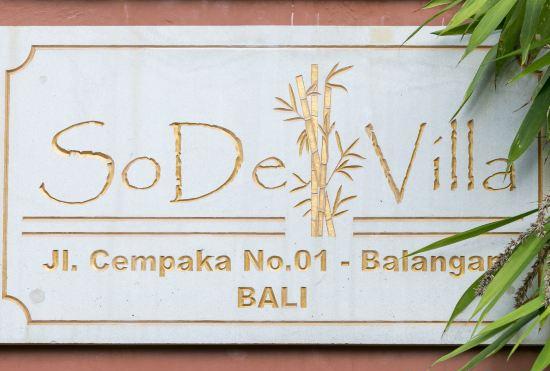 SoDe Villa
Jl. Cempaka No.01 - Balangan
BALI